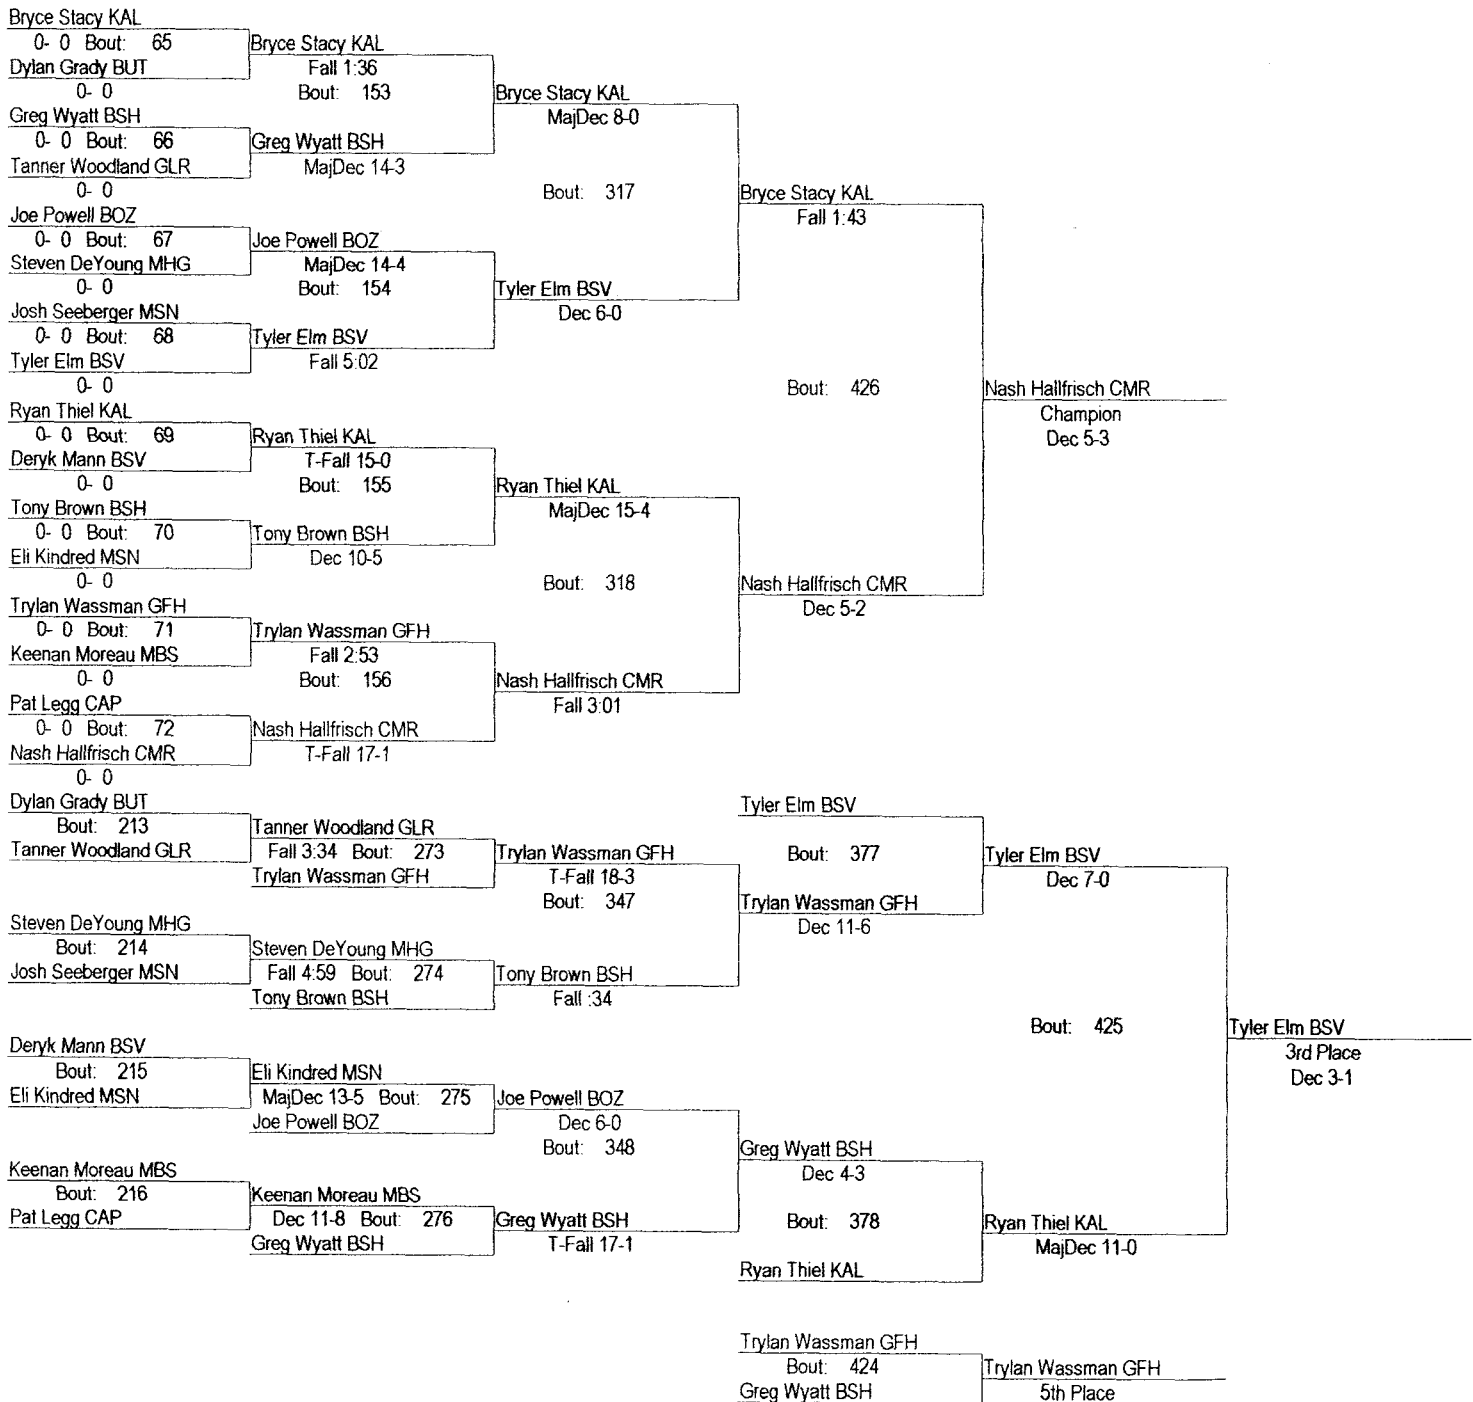 Bryce Stacy KAL
0- 0 Bout: 65
Dylan Grady BUT
0- 0
Greg Wyatt BSH
0- 0 Bout: 66
Tanner Woodland GLR
0- 0
Joe Powell BOZ
0- 0 Bout: 67
Steven DeYoung MHG
0- 0
Josh Seeberger MSN
0- 0 Bout: 68
Tyler Elm BSV
0- 0
Ryan Thiel KAL
0- 0 Bout: 69
Deryk Mann BSV
0- 0
Tony Brown BSH
0- 0 Bout: 70
Eli Kindred MSN
0- 0
Trylan Wassman GFH
0- 0 Bout: 71
Keenan Moreau MBS
0- 0
Pat Legg CAP
0- 0 Bout: 72
Nash Hallfrisch CMR
0- 0
Bryce Stacy KAL
Fall 1:36
Bout: 153
Greg Wyatt BSH
MajDec 14-3
Joe Powell BOZ
MajDec 14-4
Bout: 154
Tyler Elm BSV
Fall 5:02
Ryan Thiel KAL
T-Fall 15-0
Bout: 155
Tony Brown BSH
Dec 10-5
Trylan Wassman GFH
Fall 2:53
Bout: 156
Nash Hallfrisch CMR
T-Fall 17-1
Bryce Stacy KAL
MajDec 8-0
Bout: 317
Tyler Elm BSV
Dec 6-0
Ryan Thiel KAL
MajDec 15-4
Bout: 318
Nash Hallfrisch CMR
Fall 3:01
Bryce Stacy KAL
Fall 1:43
Bout: 426
Nash Hallfrisch CMR
Dec 5-2
Nash Hallfrisch CMR
Champion
Dec 5-3
Dylan Grady BUT
Bout: 213
Tanner Woodland GLR
Steven DeYoung MHG
Bout: 214
Josh Seeberger MSN
Deryk Mann BSV
Bout: 215
Eli Kindred MSN
Keenan Moreau MBS
Bout: 216
Pat Legg CAP
Tanner Woodland GLR
Fall 3:34 Bout: 273
Trylan Wassman GFH
Steven DeYoung MHG
Fall 4:59 Bout: 274
Tony Brown BSH
Eli Kindred MSN
MajDec 13-5 Bout: 275
Joe Powell BOZ
Keenan Moreau MBS
Dec 11-8 Bout: 276
Greg Wyatt BSH
Trylan Wassman GFH
T-Fall 18-3
Bout: 347
Tony Brown BSH
Fall :34
Joe Powell BOZ
Dec 6-0
Bout: 348
Greg Wyatt BSH
T-Fall 17-1
Tyler Elm BSV
Bout: 377
Trylan Wassman GFH
Dec 11-6
Greg Wyatt BSH
Dec 4-3
Bout: 378
Ryan Thiel KAL
Tyler Elm BSV
Dec 7-0
Bout: 425
Ryan Thiel KAL
MajDec 11-0
Tyler Elm BSV
3rd Place
Dec 3-1
Trylan Wassman GFH
Bout: 424
Greg Wyatt BSH
Trylan Wassman GFH
5th Place